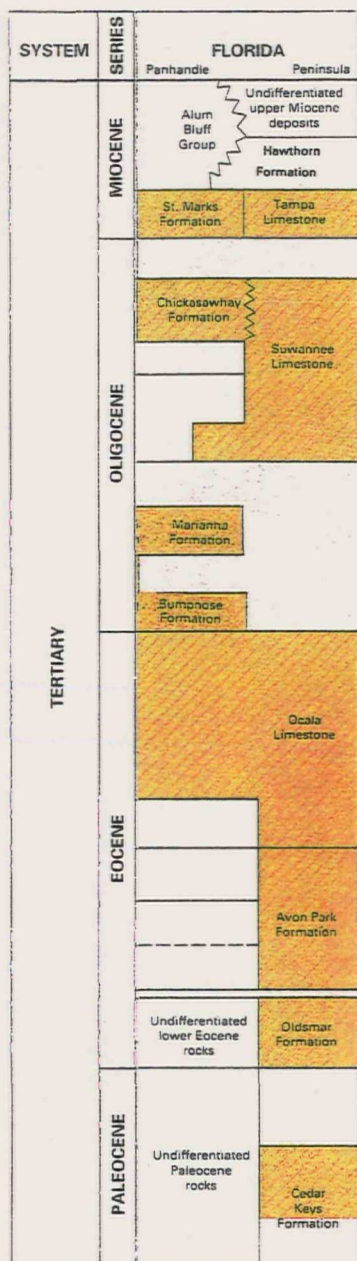 SYSTEM
SERIES
FLORIDA
Panhandle
Peninsula
TERTIARY
MIOCENE
Alum
Bluff
Group
Undifferentiated
upper Miocene
deposits
Hawthorn
Formation
St. Marks
Formation
Tampa
Limestone
OLIGOCENE
Chickasawhay
Formation
Suwannee
Limestone
Marianna
Formation
Bumpnose
Formation
EOCENE
Ocala
Limestone
Avon Park
Formation
Undifferentiated
lower Eocene
rocks
Oldsmar
Formation
PALEOCENE
Undifferentiated
Paleocene
rocks
Cedar
Keys
Formation